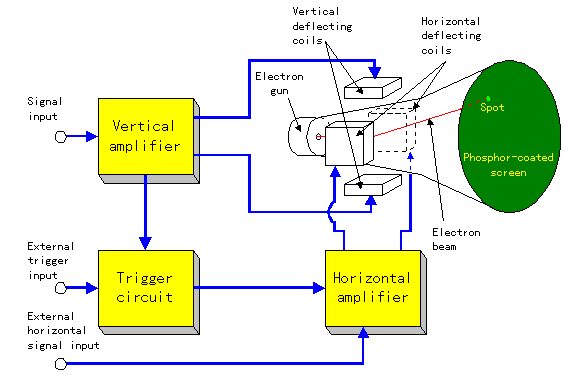 Vertical
deflecting
coils
Horizontal
deflecting
coils
Electron
gun
Signal
input
Vertical
amplifier
Spot
Phosphor-coated
screen
Electron
beam
External
trigger
input
Trigger
circuit
Horizontal
amplifier
External
horizontal
signal input